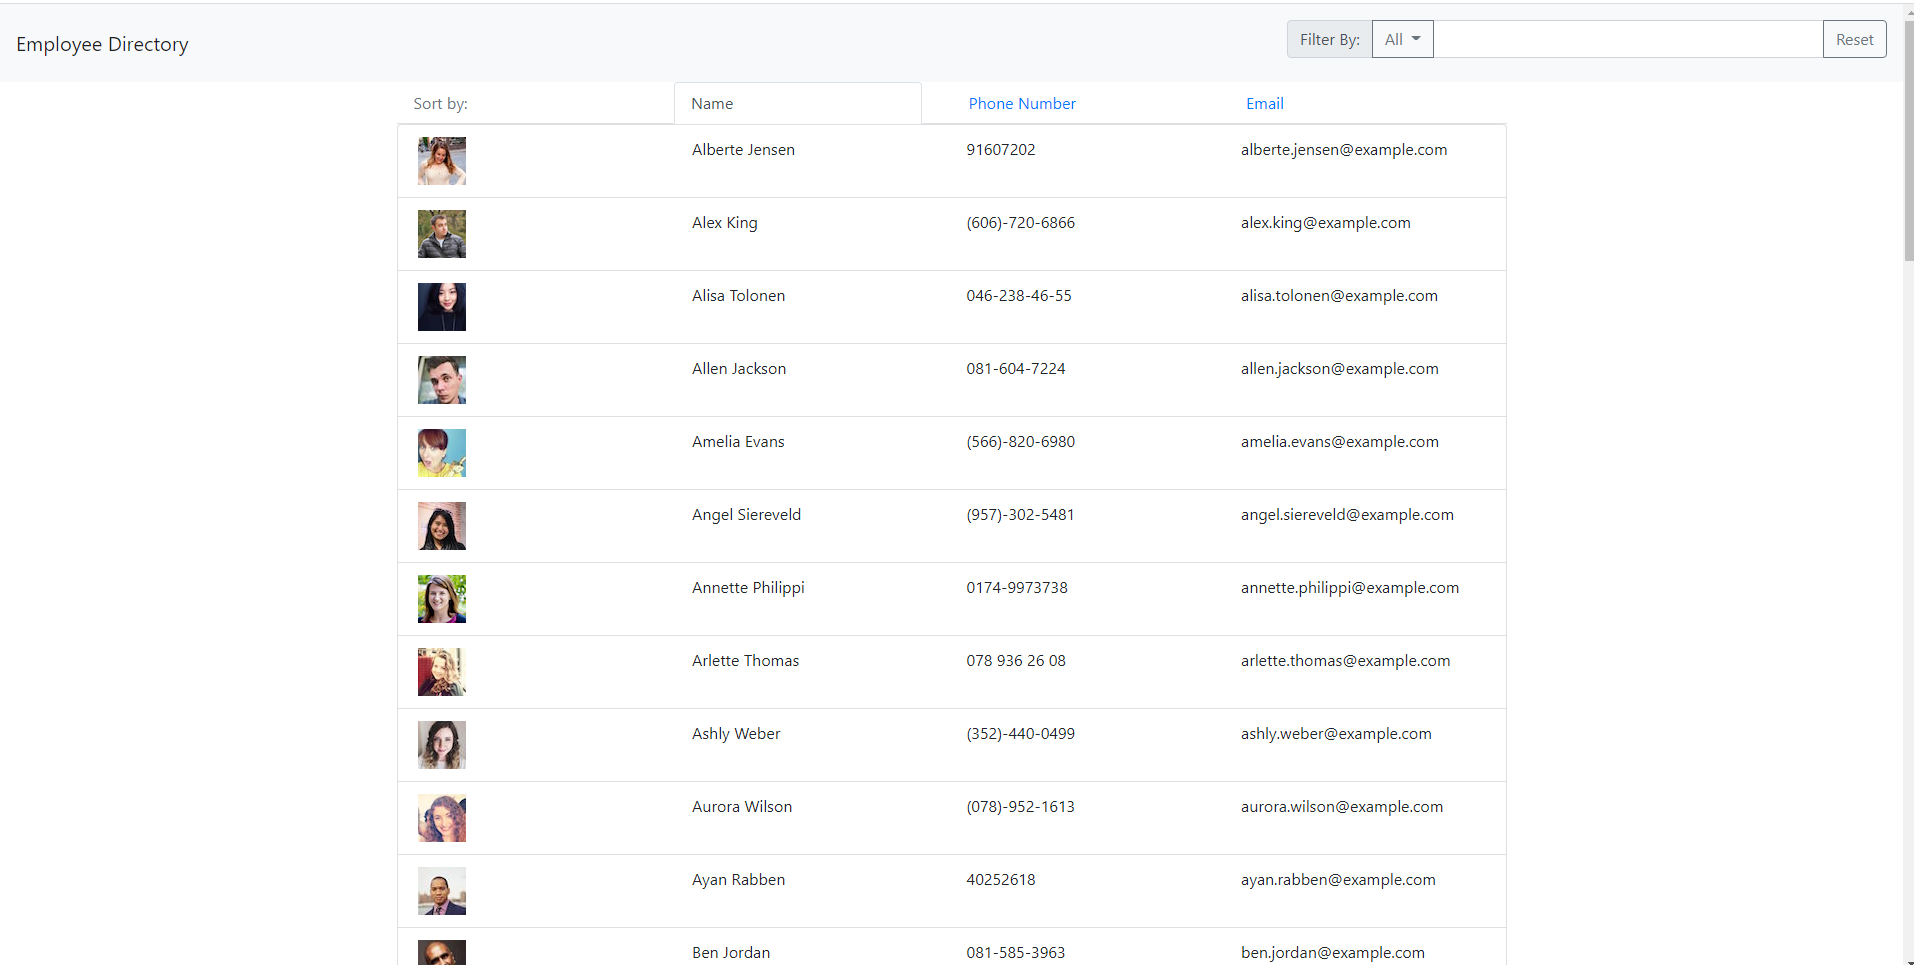 Employee Directory Filter By: All Reset
Sort by: Name Phone Number Email
Alberte Jensen 91607202 alberte.jensen@example.com
Alex King (606)-720-6866 alex.king@example.com
Alisa Tolonen 046-238-46-55 alisa.tolonen@example.com
Allen Jackson 081-604-7224 allen.jackson@example.com
Amelia Evans (566)-820-6980 amelia.evans@example.com
Angel Siereveld (957)-302-5481 angel.siereveld@example.com
Annette Philippi 0174-9973738 annette.philippi@example.com
Arlette Thomas 078 936 26 08 arlette.thomas@example.com
Ashly Weber (352)-440-0499 ashly.weber@example.com
Aurora Wilson (078)-952-1613 aurora.wilson@example.com
Ayan Rabben 40252618 ayan.rabben@example.com
Ben Jordan 081-585-3963 ben.jordan@example.com